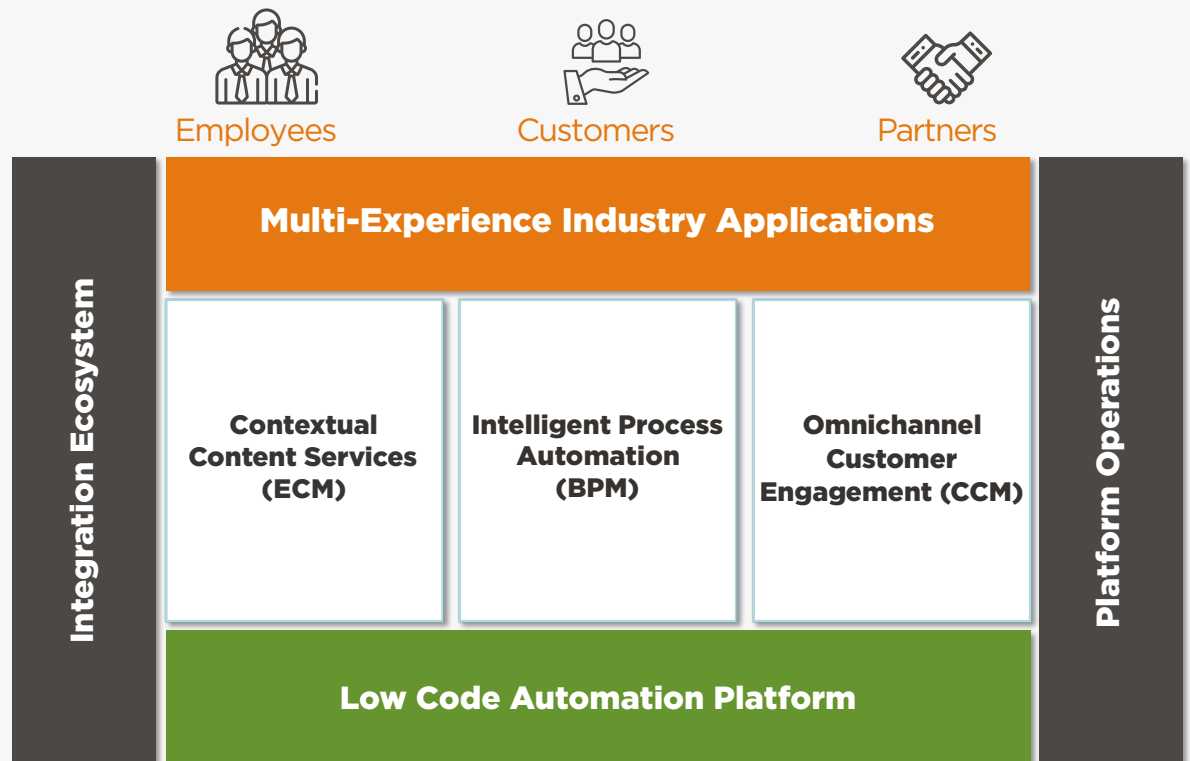 Employees
Customers
Partners
Multi-Experience Industry Applications
Integration Ecosystem
Contextual
Content Services
(ECM)
Intelligent Process
Automation
(BPM)
Omnichannel
Customer
Engagement (CCM)
Platform Operations
Low Code Automation Platform